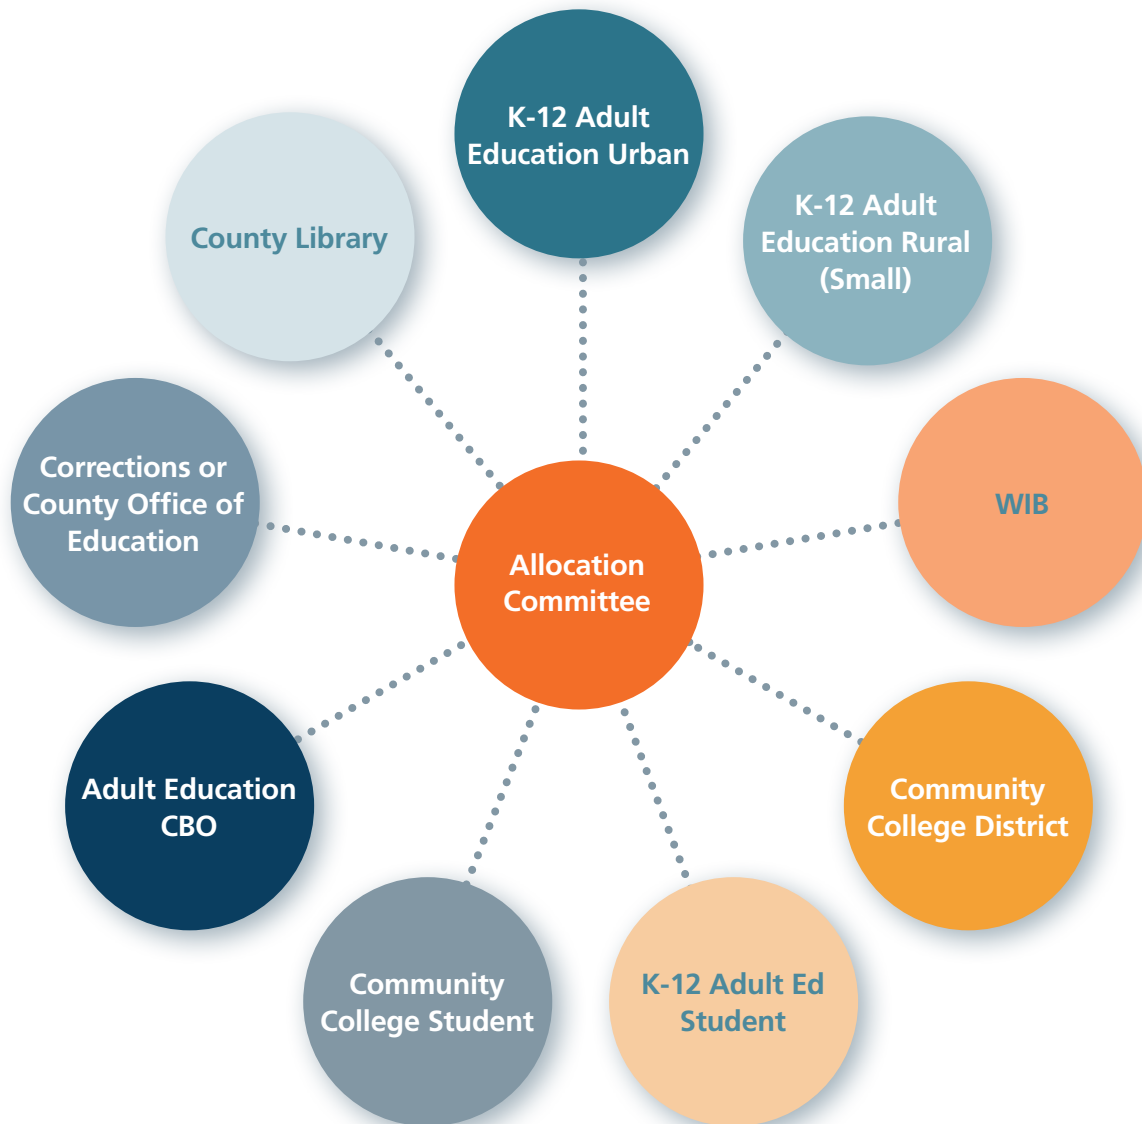 K-12 Adult
Education Urban
K-12 Adult
Education Rural
(Small)
County Library
WIB
Corrections or
County Office of
Education
Allocation
Committee
Adult Education
CBO
Community
College District
Community
College Student
K-12 Adult Ed
Student